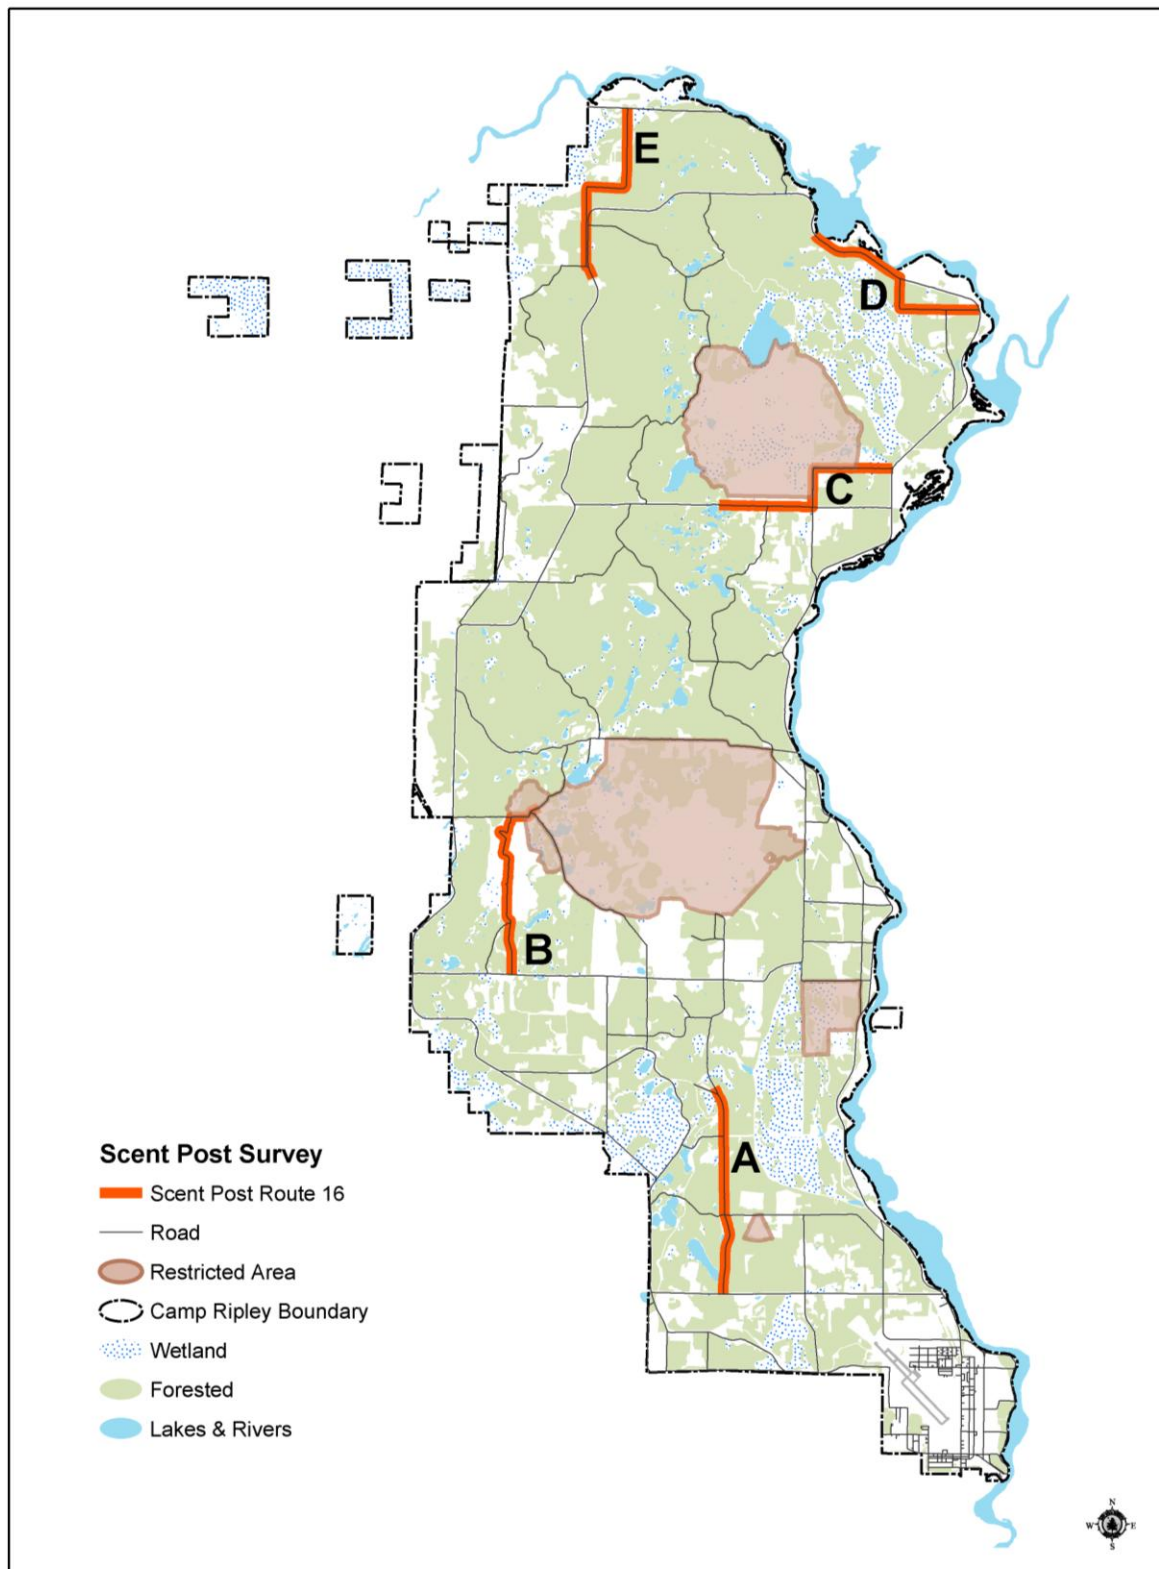 E
D
C
B
A
Scent Post Survey
Scent Post Route 16
Road
Restricted Area
Camp Ripley Boundary
Wetland
Forested
Lakes & Rivers
N
W E
S